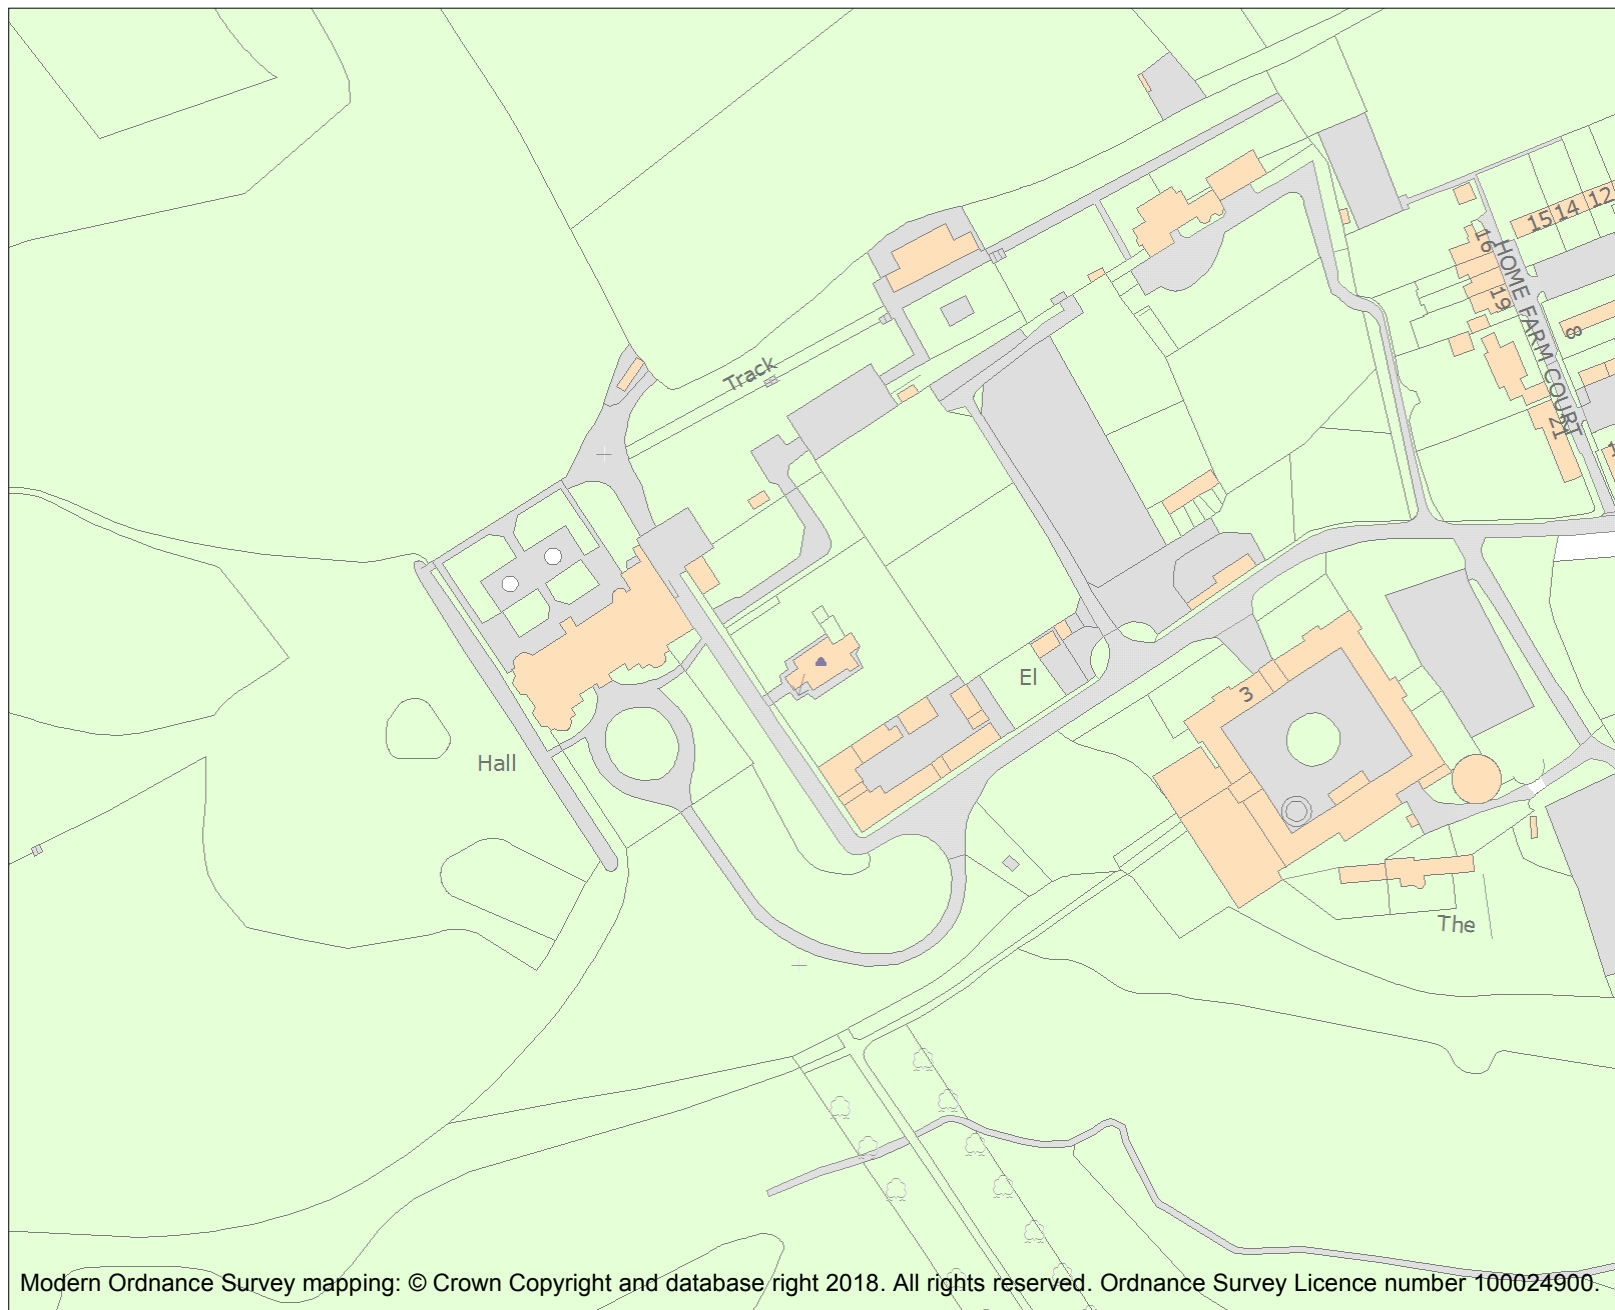 15
14
12
16
HOME FARM COURT
19
8
Track
21
El
3
Hall
The
Modern Ordnance Survey mapping: © Crown Copyright and database right 2018. All rights reserved. Ordnance Survey Licence number 100024900.